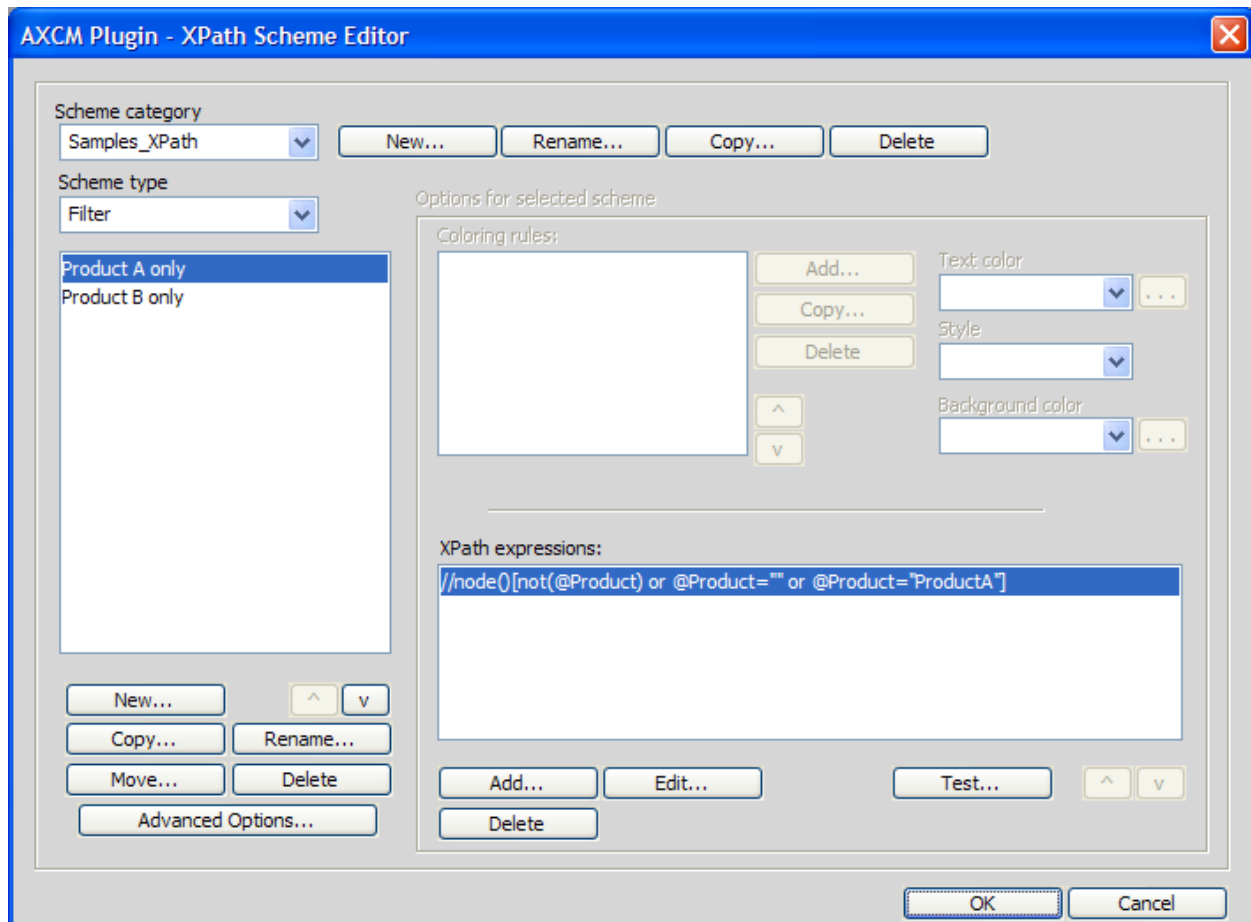 AXCM Plugin - XPath Scheme Editor
Scheme category
Samples_XPath
New...
Rename...
Copy...
Delete
Scheme type
Filter
Options for selected scheme
Product A only
Product B only
Coloring rules:
Add...
Copy...
Delete
^
v
Text color
...
Style
Background color
...
XPath expressions:
//node()[not(@Product) or @Product="" or @Product="ProductA"]
New...
^
v
Copy...
Rename...
Move...
Delete
Advanced Options...
Add...
Edit...
Test...
^
v
Delete
OK
Cancel